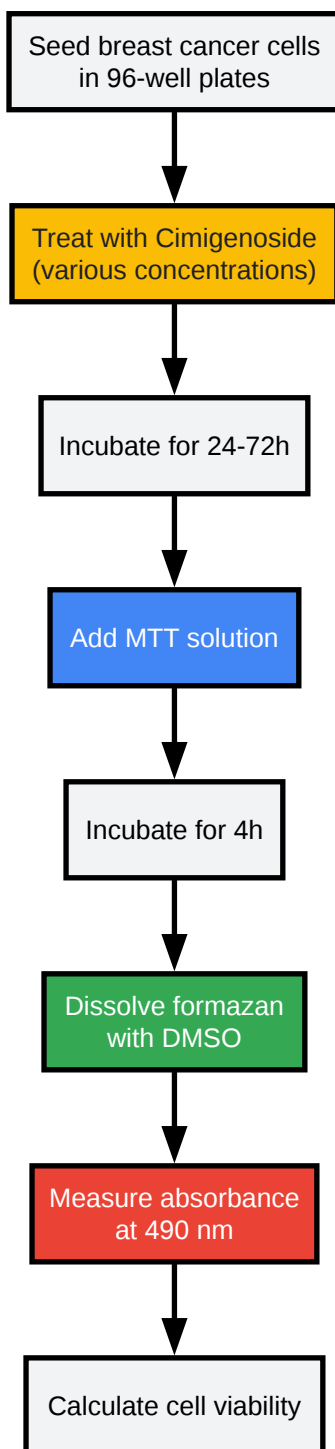 Seed breast cancer cells
in 96-well plates
Treat with Cimigenoside
(various concentrations)
Incubate for 24-72h
Add MTT solution
Incubate for 4h
Dissolve formazan
with DMSO
Measure absorbance
at 490 nm
Calculate cell viability